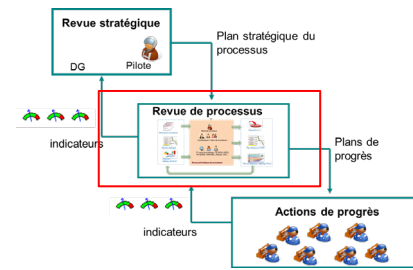 Revue stratégique
DG
Pilote
Plan stratégique du
processus
Revue de processus
indicateurs
Plans de
progrès
indicateurs
Actions de progrès